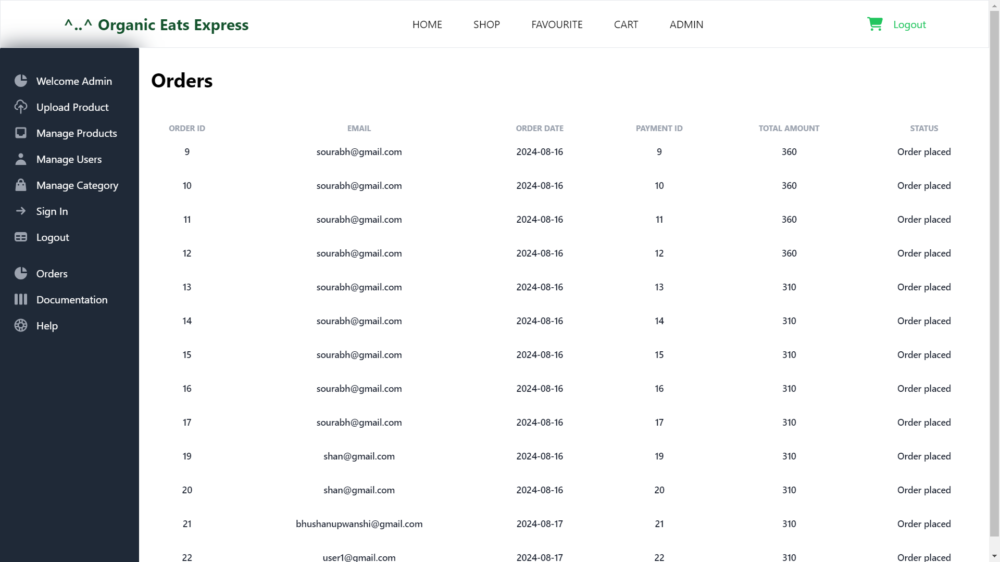 ^..^ Organic Eats Express HOME SHOP FAVOURITE CART ADMIN Logout
Welcome Admin
Upload Product
Manage Products
Manage Users
Manage Category
Sign In
Logout
Orders
Documentation
Help
Orders
ORDER ID EMAIL ORDER DATE PAYMENT ID TOTAL AMOUNT STATUS
9 sourabh@gmail.com 2024-08-16 9 360 Order placed
10 sourabh@gmail.com 2024-08-16 10 360 Order placed
11 sourabh@gmail.com 2024-08-16 11 360 Order placed
12 sourabh@gmail.com 2024-08-16 12 360 Order placed
13 sourabh@gmail.com 2024-08-16 13 310 Order placed
14 sourabh@gmail.com 2024-08-16 14 310 Order placed
15 sourabh@gmail.com 2024-08-16 15 310 Order placed
16 sourabh@gmail.com 2024-08-16 16 310 Order placed
17 sourabh@gmail.com 2024-08-16 17 310 Order placed
19 shan@gmail.com 2024-08-16 19 310 Order placed
20 shan@gmail.com 2024-08-16 20 310 Order placed
21 bhushanupwanshi@gmail.com 2024-08-17 21 310 Order placed
22 user1@gmail.com 2024-08-17 22 310 Order placed